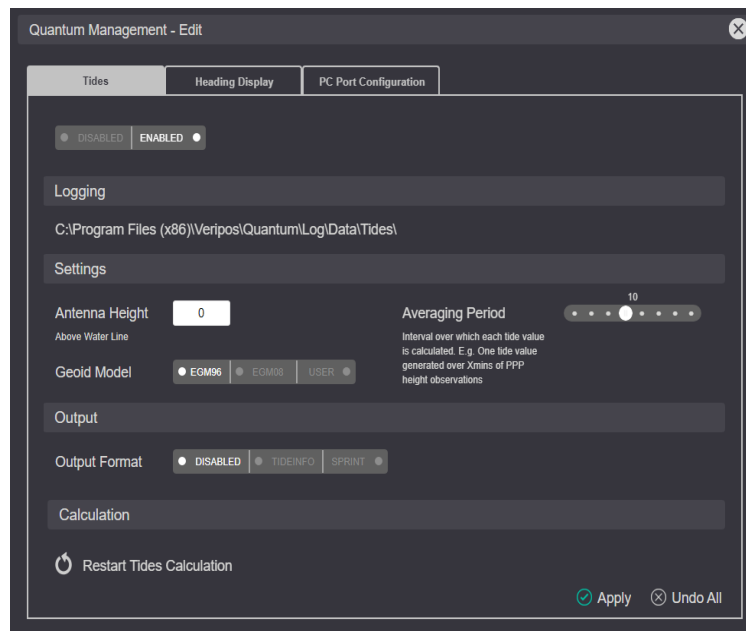 Quantum Management - Edit
Tides
Heading Display
PC Port Configuration
DISABLED ENABLED
Logging
C:\Program Files (x86)\Veripos\Quantum\Log\Data\Tides\
Settings
Antenna Height 0
Above Water Line
Averaging Period 10
Interval over which each tide value
is calculated. E.g. One tide value
generated over Xmins of PPP
height observations
Geoid Model EGM96 EGM08 USER
Output
Output Format DISABLED TIDEINFO SPRINT
Calculation
Restart Tides Calculation
Apply Undo All